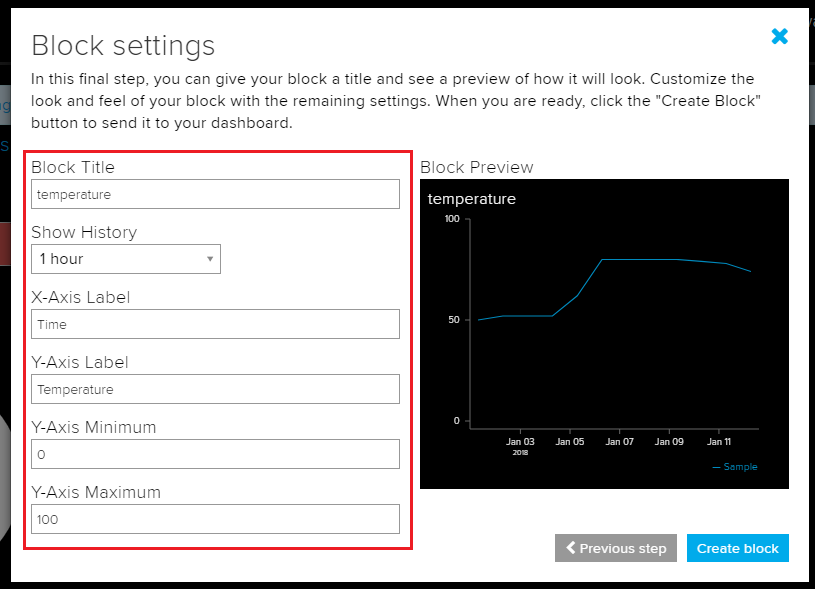 Block settings
In this final step, you can give your block a title and see a preview of how it will look. Customize the
look and feel of your block with the remaining settings. When you are ready, click the "Create Block"
button to send it to your dashboard.
Block Title
temperature
Show History
1 hour
X-Axis Label
Time
Y-Axis Label
Temperature
Y-Axis Minimum
0
Y-Axis Maximum
100
Block Preview
temperature
100
50
0
Jan 03 Jan 05 Jan 07 Jan 09 Jan 11
2018
Sample
Previous step
Create block